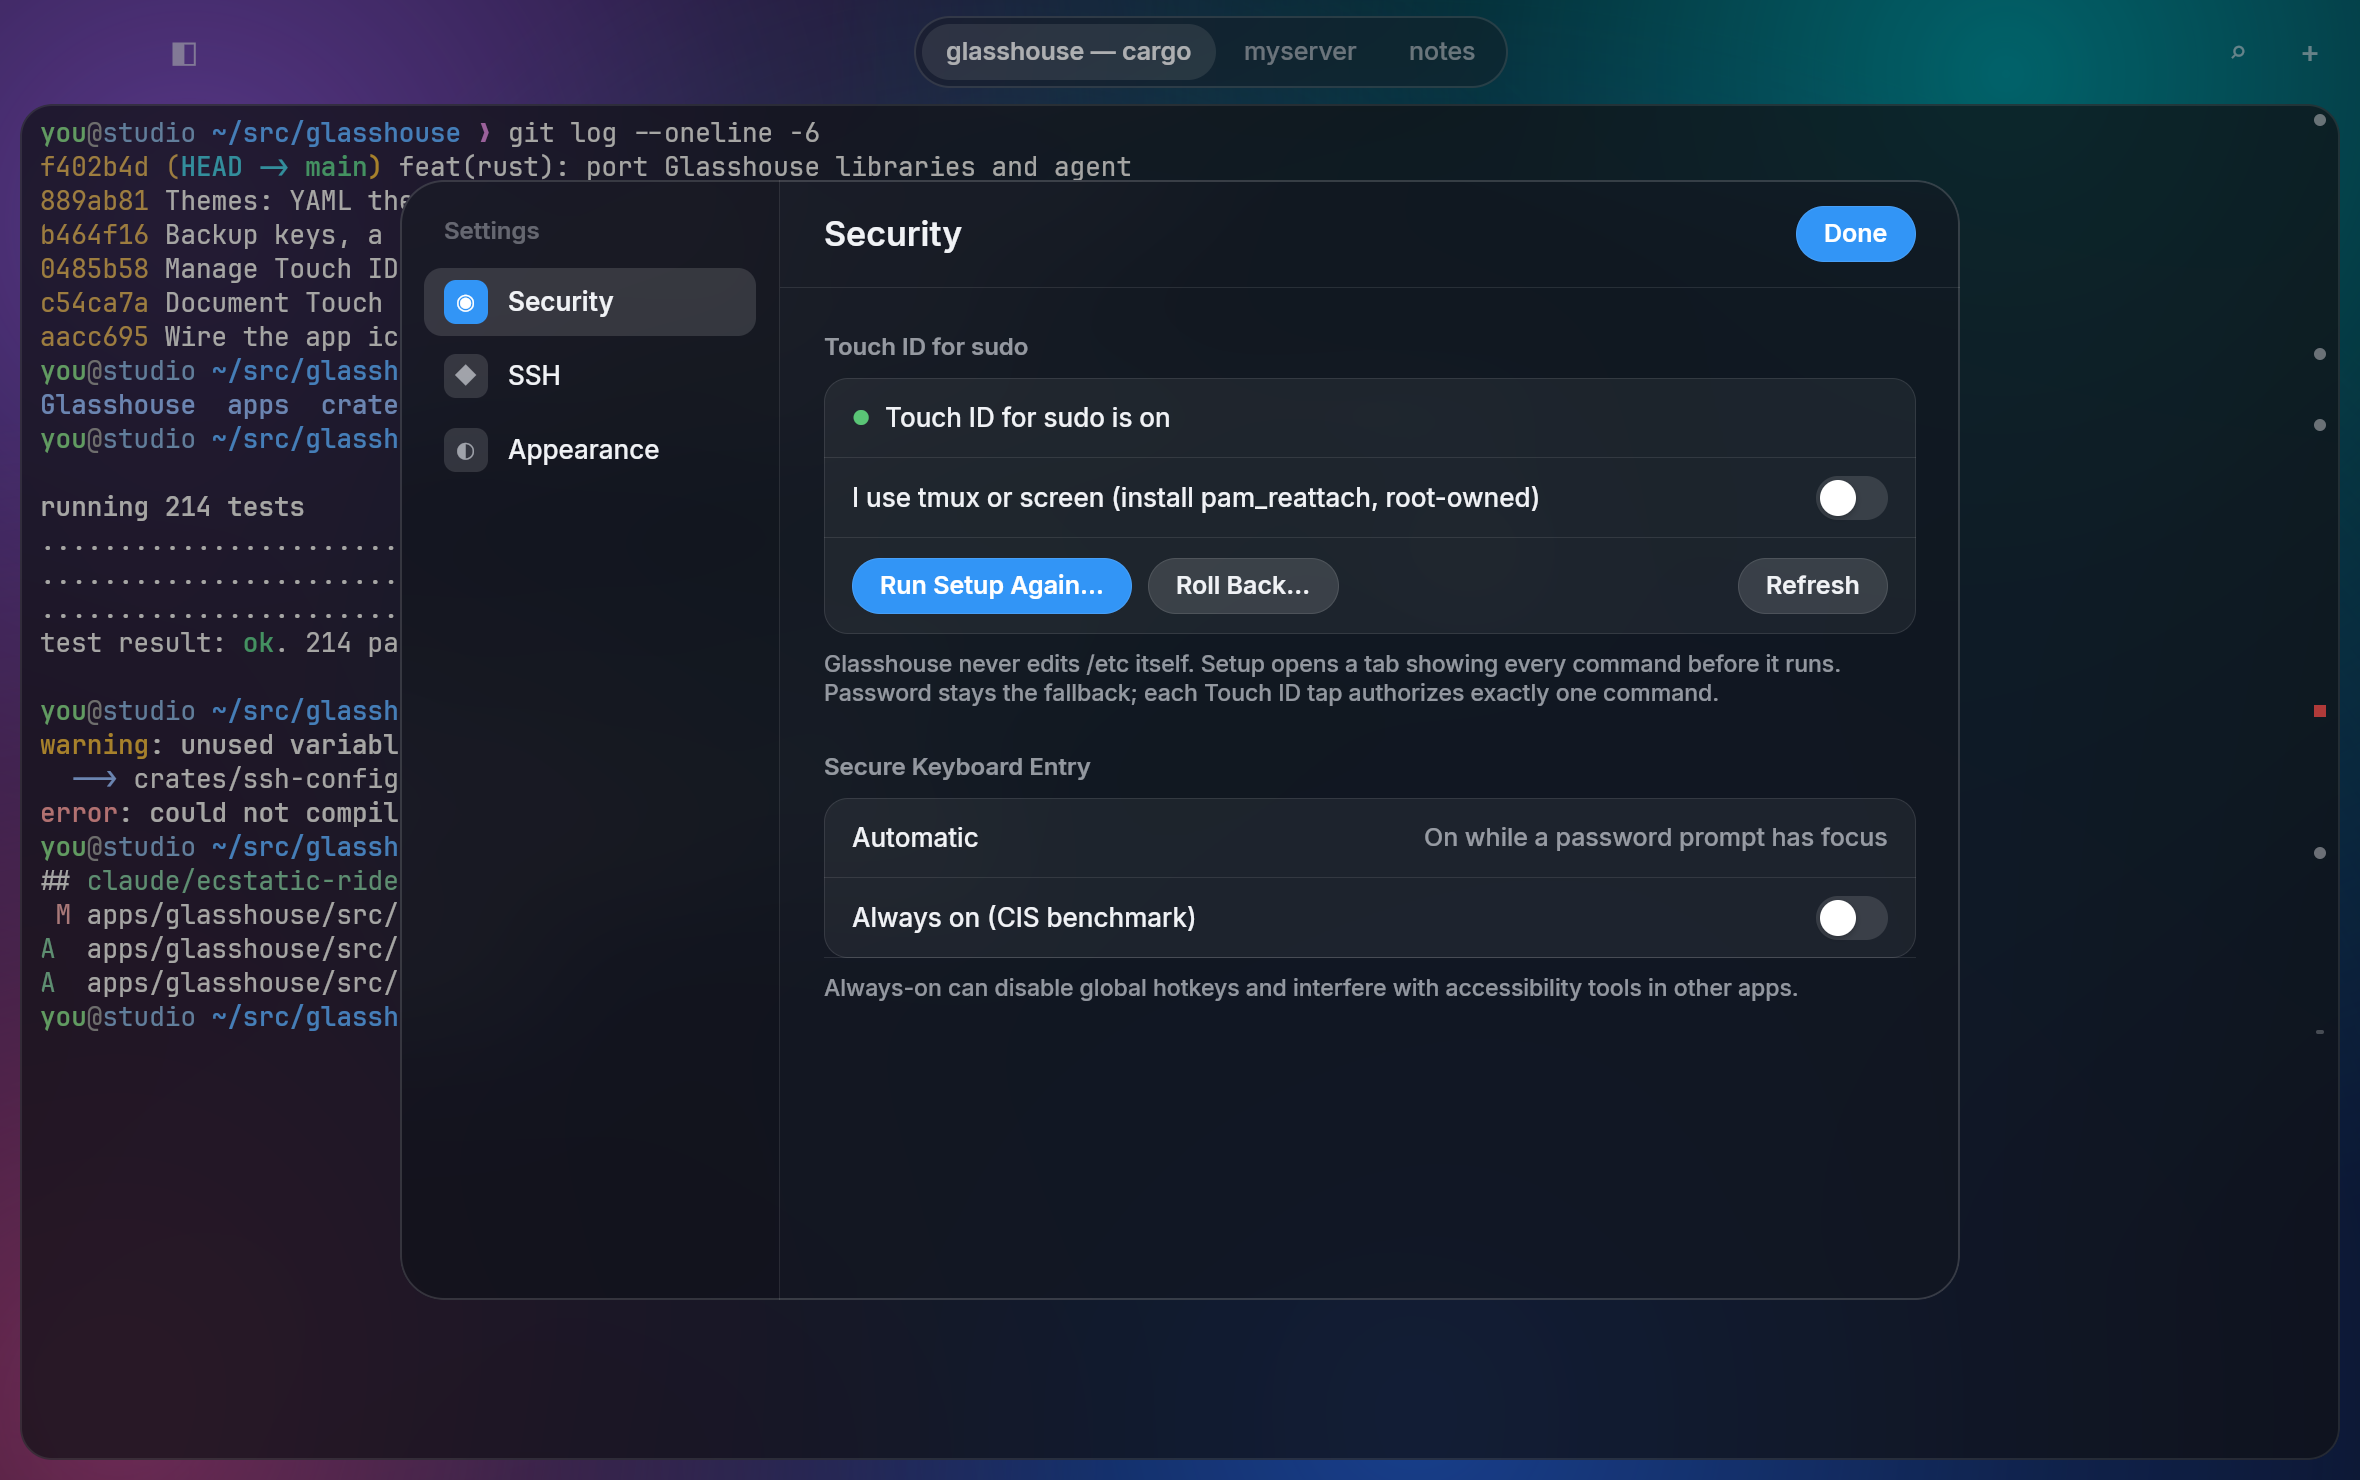 glasshouse — cargo
myserver
notes
+
you@studio ~/src/glasshouse ❯ git log --oneline -6
f402b4d (HEAD -> main) feat(rust): port Glasshouse libraries and agent
889ab81 Themes: YAML the
b464f16 Backup keys, a
0485b58 Manage Touch ID
c54ca7a Document Touch
aacc695 Wire the app ic
you@studio ~/src/glassh
Glasshouse  apps  crate
you@studio ~/src/glassh
running 214 tests
.......................
.......................
.......................
test result: ok. 214 pa
you@studio ~/src/glassh
warning: unused variabl
  --> crates/ssh-config
error: could not compil
you@studio ~/src/glassh
## claude/ecstatic-ride
 M apps/glasshouse/src/
A  apps/glasshouse/src/
A  apps/glasshouse/src/
you@studio ~/src/glassh
Settings
Security
SSH
Appearance
Security
Done
Touch ID for sudo
Touch ID for sudo is on
I use tmux or screen (install pam_reattach, root-owned)
Run Setup Again...
Roll Back...
Refresh
Glasshouse never edits /etc itself. Setup opens a tab showing every command before it runs.
Password stays the fallback; each Touch ID tap authorizes exactly one command.
Secure Keyboard Entry
Automatic
On while a password prompt has focus
Always on (CIS benchmark)
Always-on can disable global hotkeys and interfere with accessibility tools in other apps.